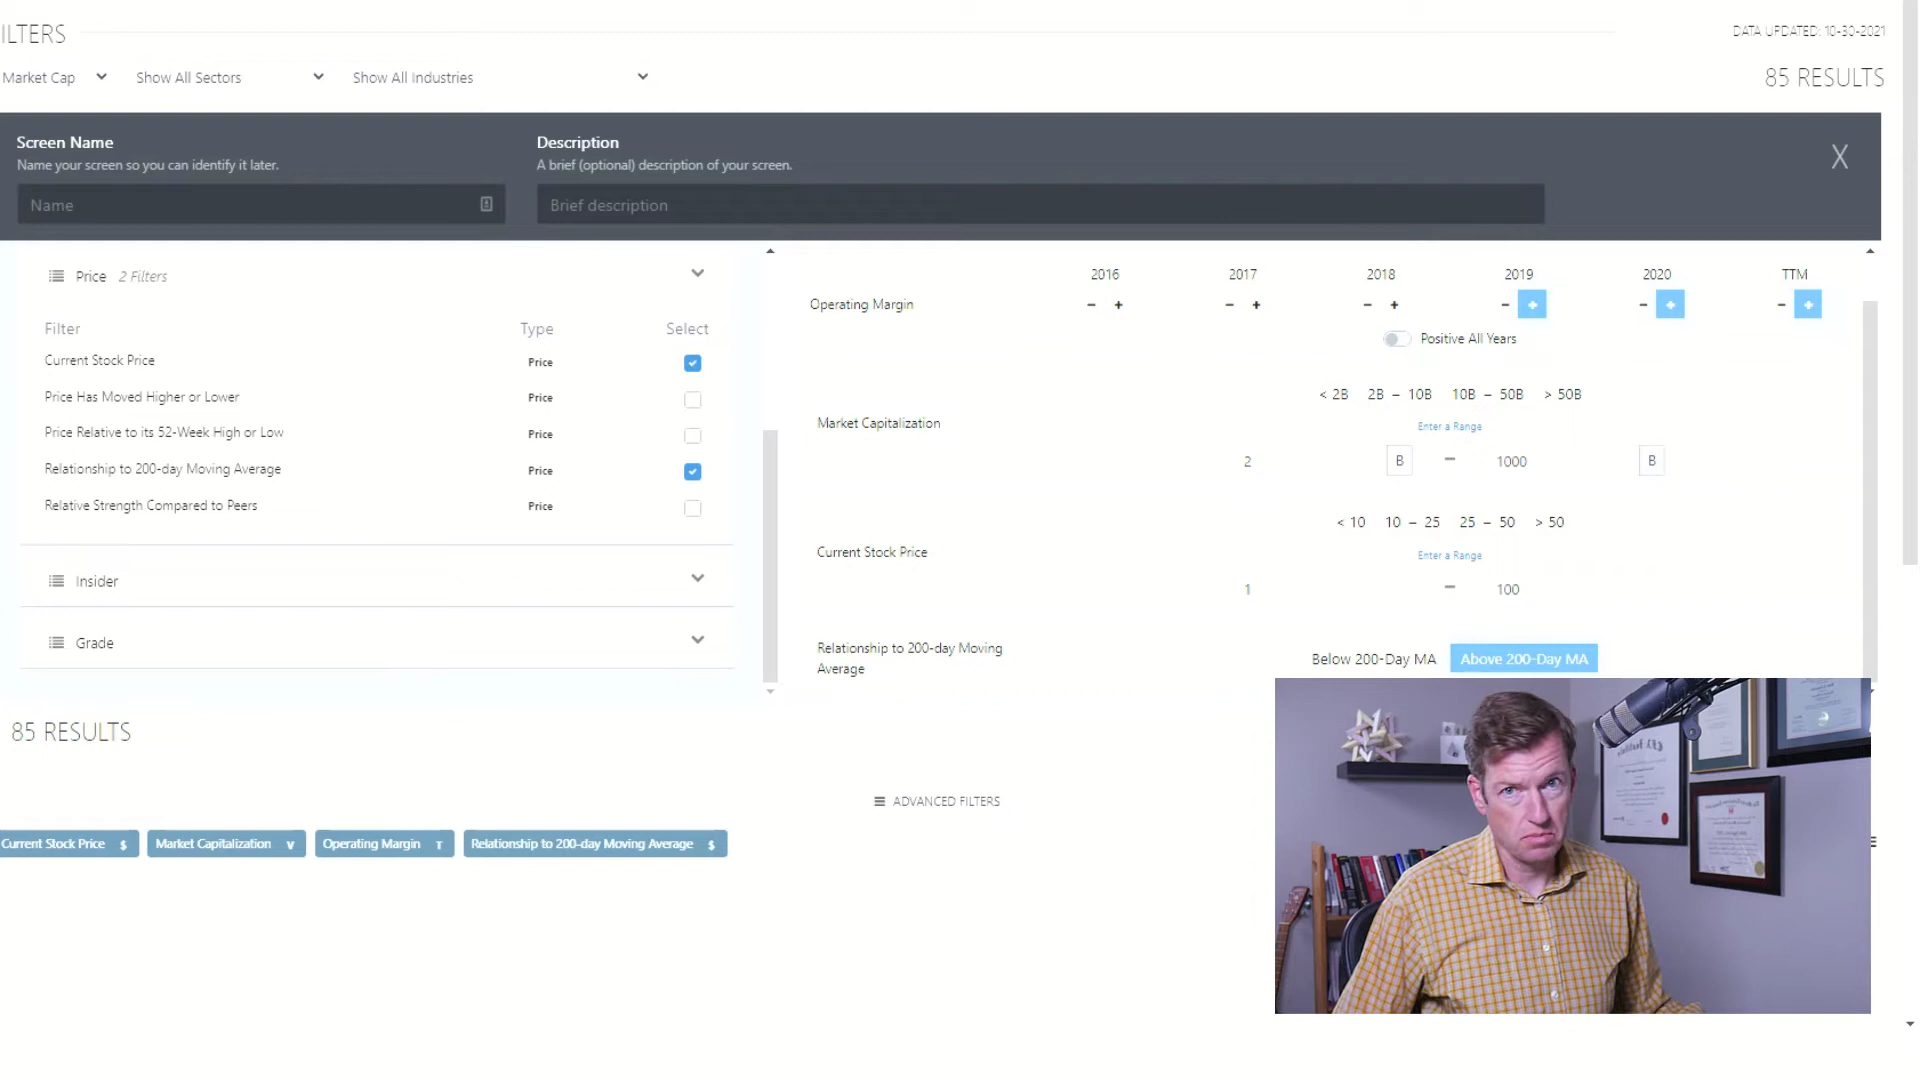 ILTERS
DATA UPDATED: 10-30-2021
Market Cap Show All Sectors Show All Industries
85 RESULTS
Screen Name
Name your screen so you can identify it later.
Name
Description
A brief (optional) description of your screen.
Brief description
X
Price 2 Filters
Filter Type Select
Current Stock Price Price
Price Has Moved Higher or Lower Price
Price Relative to its 52-Week High or Low Price
Relationship to 200-day Moving Average Price
Relative Strength Compared to Peers Price
Insider
Grade
2016 2017 2018 2019 2020 TTM
Operating Margin - + - + - + - + - + - +
Positive All Years
< 2B 2B - 10B 10B - 50B > 50B
Market Capitalization
Enter a Range
2 B - 1000 B
< 10 10 - 25 25 - 50 > 50
Current Stock Price
Enter a Range
1 - 100
Relationship to 200-day Moving
Average
Below 200-Day MA Above 200-Day MA
85 RESULTS
ADVANCED FILTERS
Current Stock Price $ Market Capitalization V Operating Margin T Relationship to 200-day Moving Average $